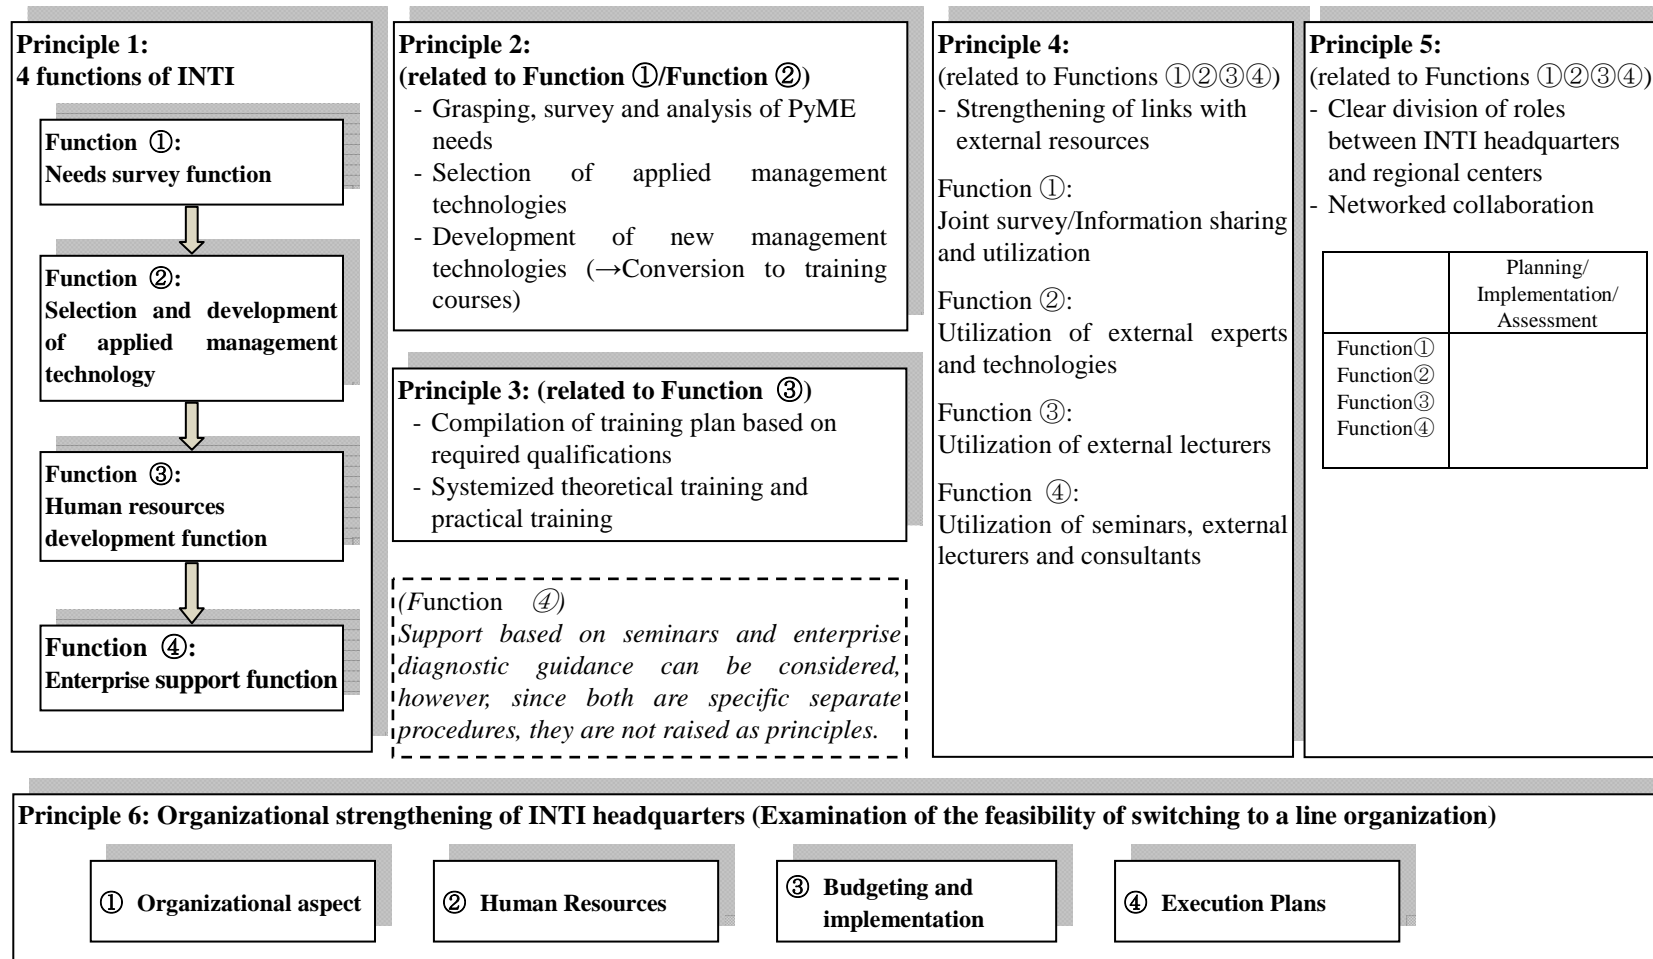 Principle 1:
4 functions of INTI
Function ①:
Needs survey function
Function ②:
Selection and development
of applied management
technology
Function ③:
Human resources
development function
Function ④:
Enterprise support function
Principle 2:
(related to Function ①/Function ②)
- Grasping, survey and analysis of PyME
needs
- Selection of applied management
technologies
- Development of new management
technologies (→Conversion to training
courses)
Principle 3: (related to Function ③)
- Compilation of training plan based on
required qualifications
- Systemized theoretical training and
practical training
(Function ④)
Support based on seminars and enterprise
diagnostic guidance can be considered,
however, since both are specific separate
procedures, they are not raised as principles.
Principle 4:
(related to Functions ①②③④)
- Strengthening of links with
external resources
Function ①:
Joint survey/Information sharing
and utilization
Function ②:
Utilization of external experts
and technologies
Function ③:
Utilization of external lecturers
Function ④:
Utilization of seminars, external
lecturers and consultants
Principle 5:
(related to Functions ①②③④)
- Clear division of roles
between INTI headquarters
and regional centers
- Networked collaboration
Planning/
Implementation/
Assessment
Function①
Function②
Function③
Function④
Principle 6: Organizational strengthening of INTI headquarters (Examination of the feasibility of switching to a line organization)
① Organizational aspect
② Human Resources
③ Budgeting and
implementation
④ Execution Plans